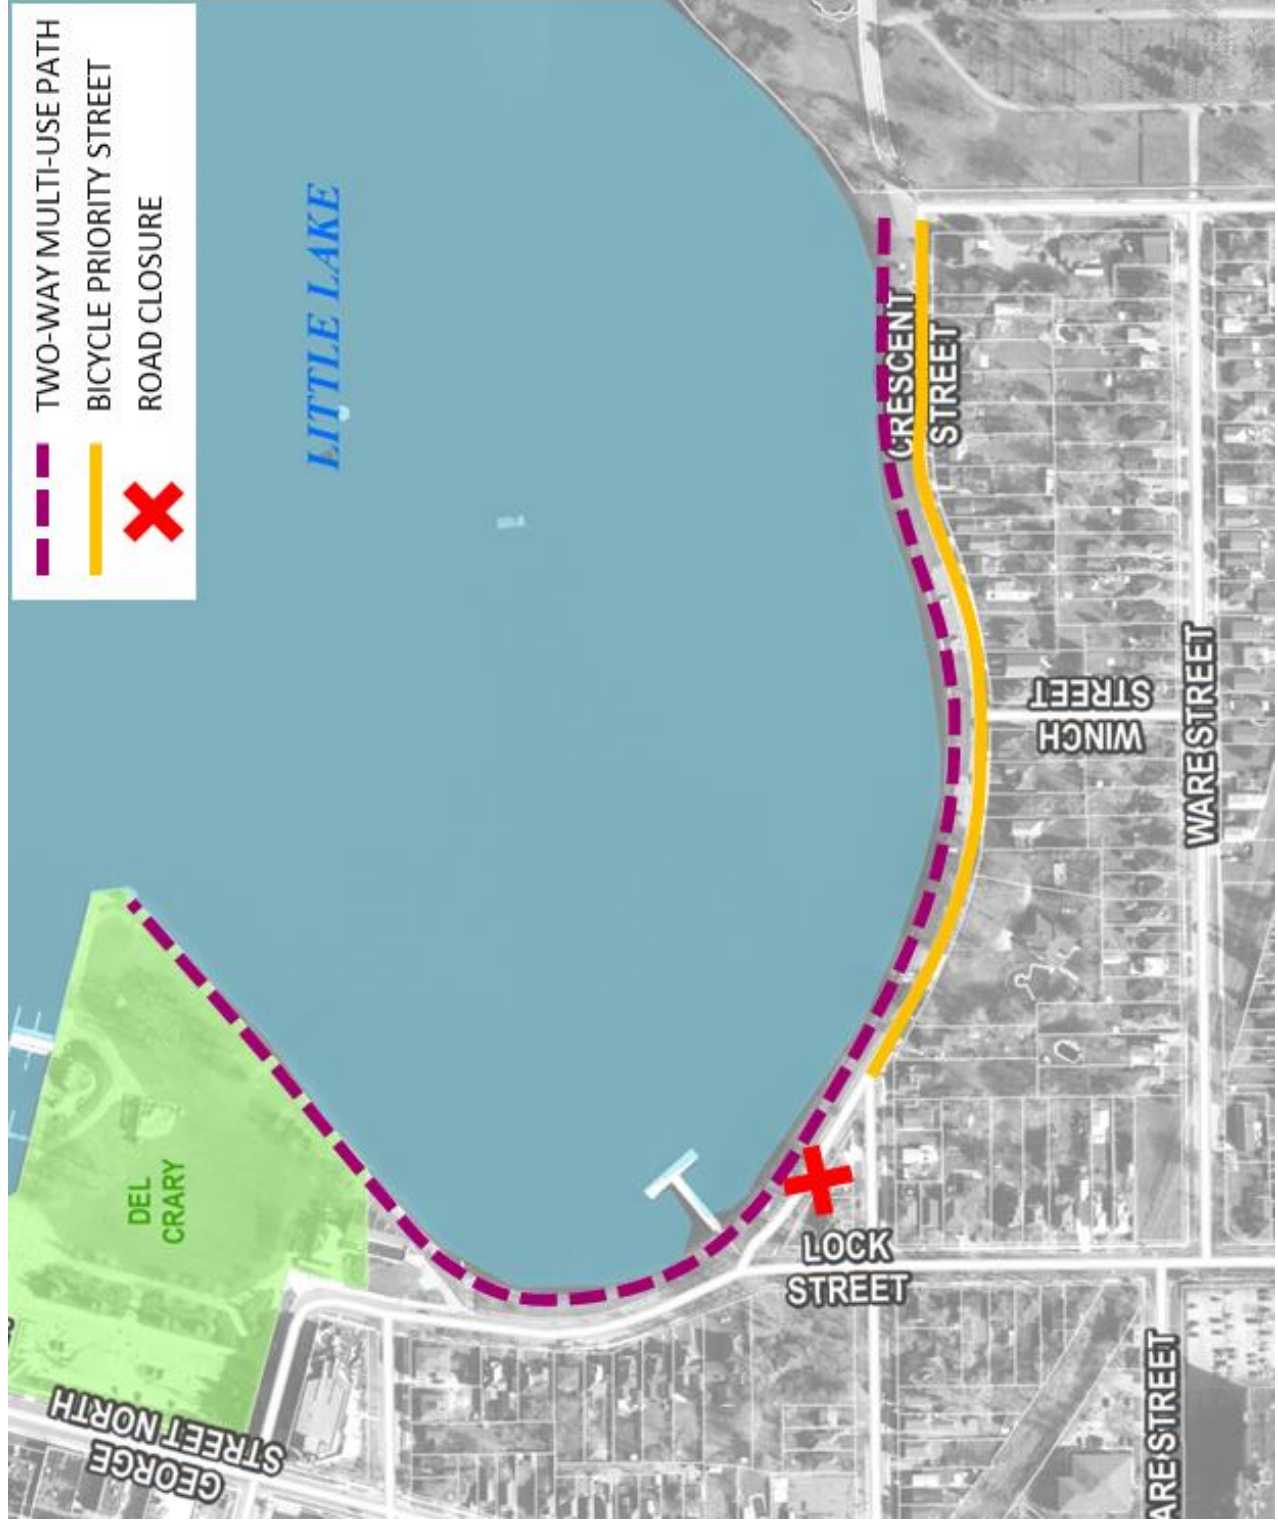 TWO-WAY MULTI-USE PATH
BICYCLE PRIORITY STREET
ROAD CLOSURE
LITTLE LAKE
CRESCENT
STREET
WINCH
STREET
WARE STREET
DEL
CRARY
LOCK
STREET
GEORGE
STREET NORTH
ARE STREET